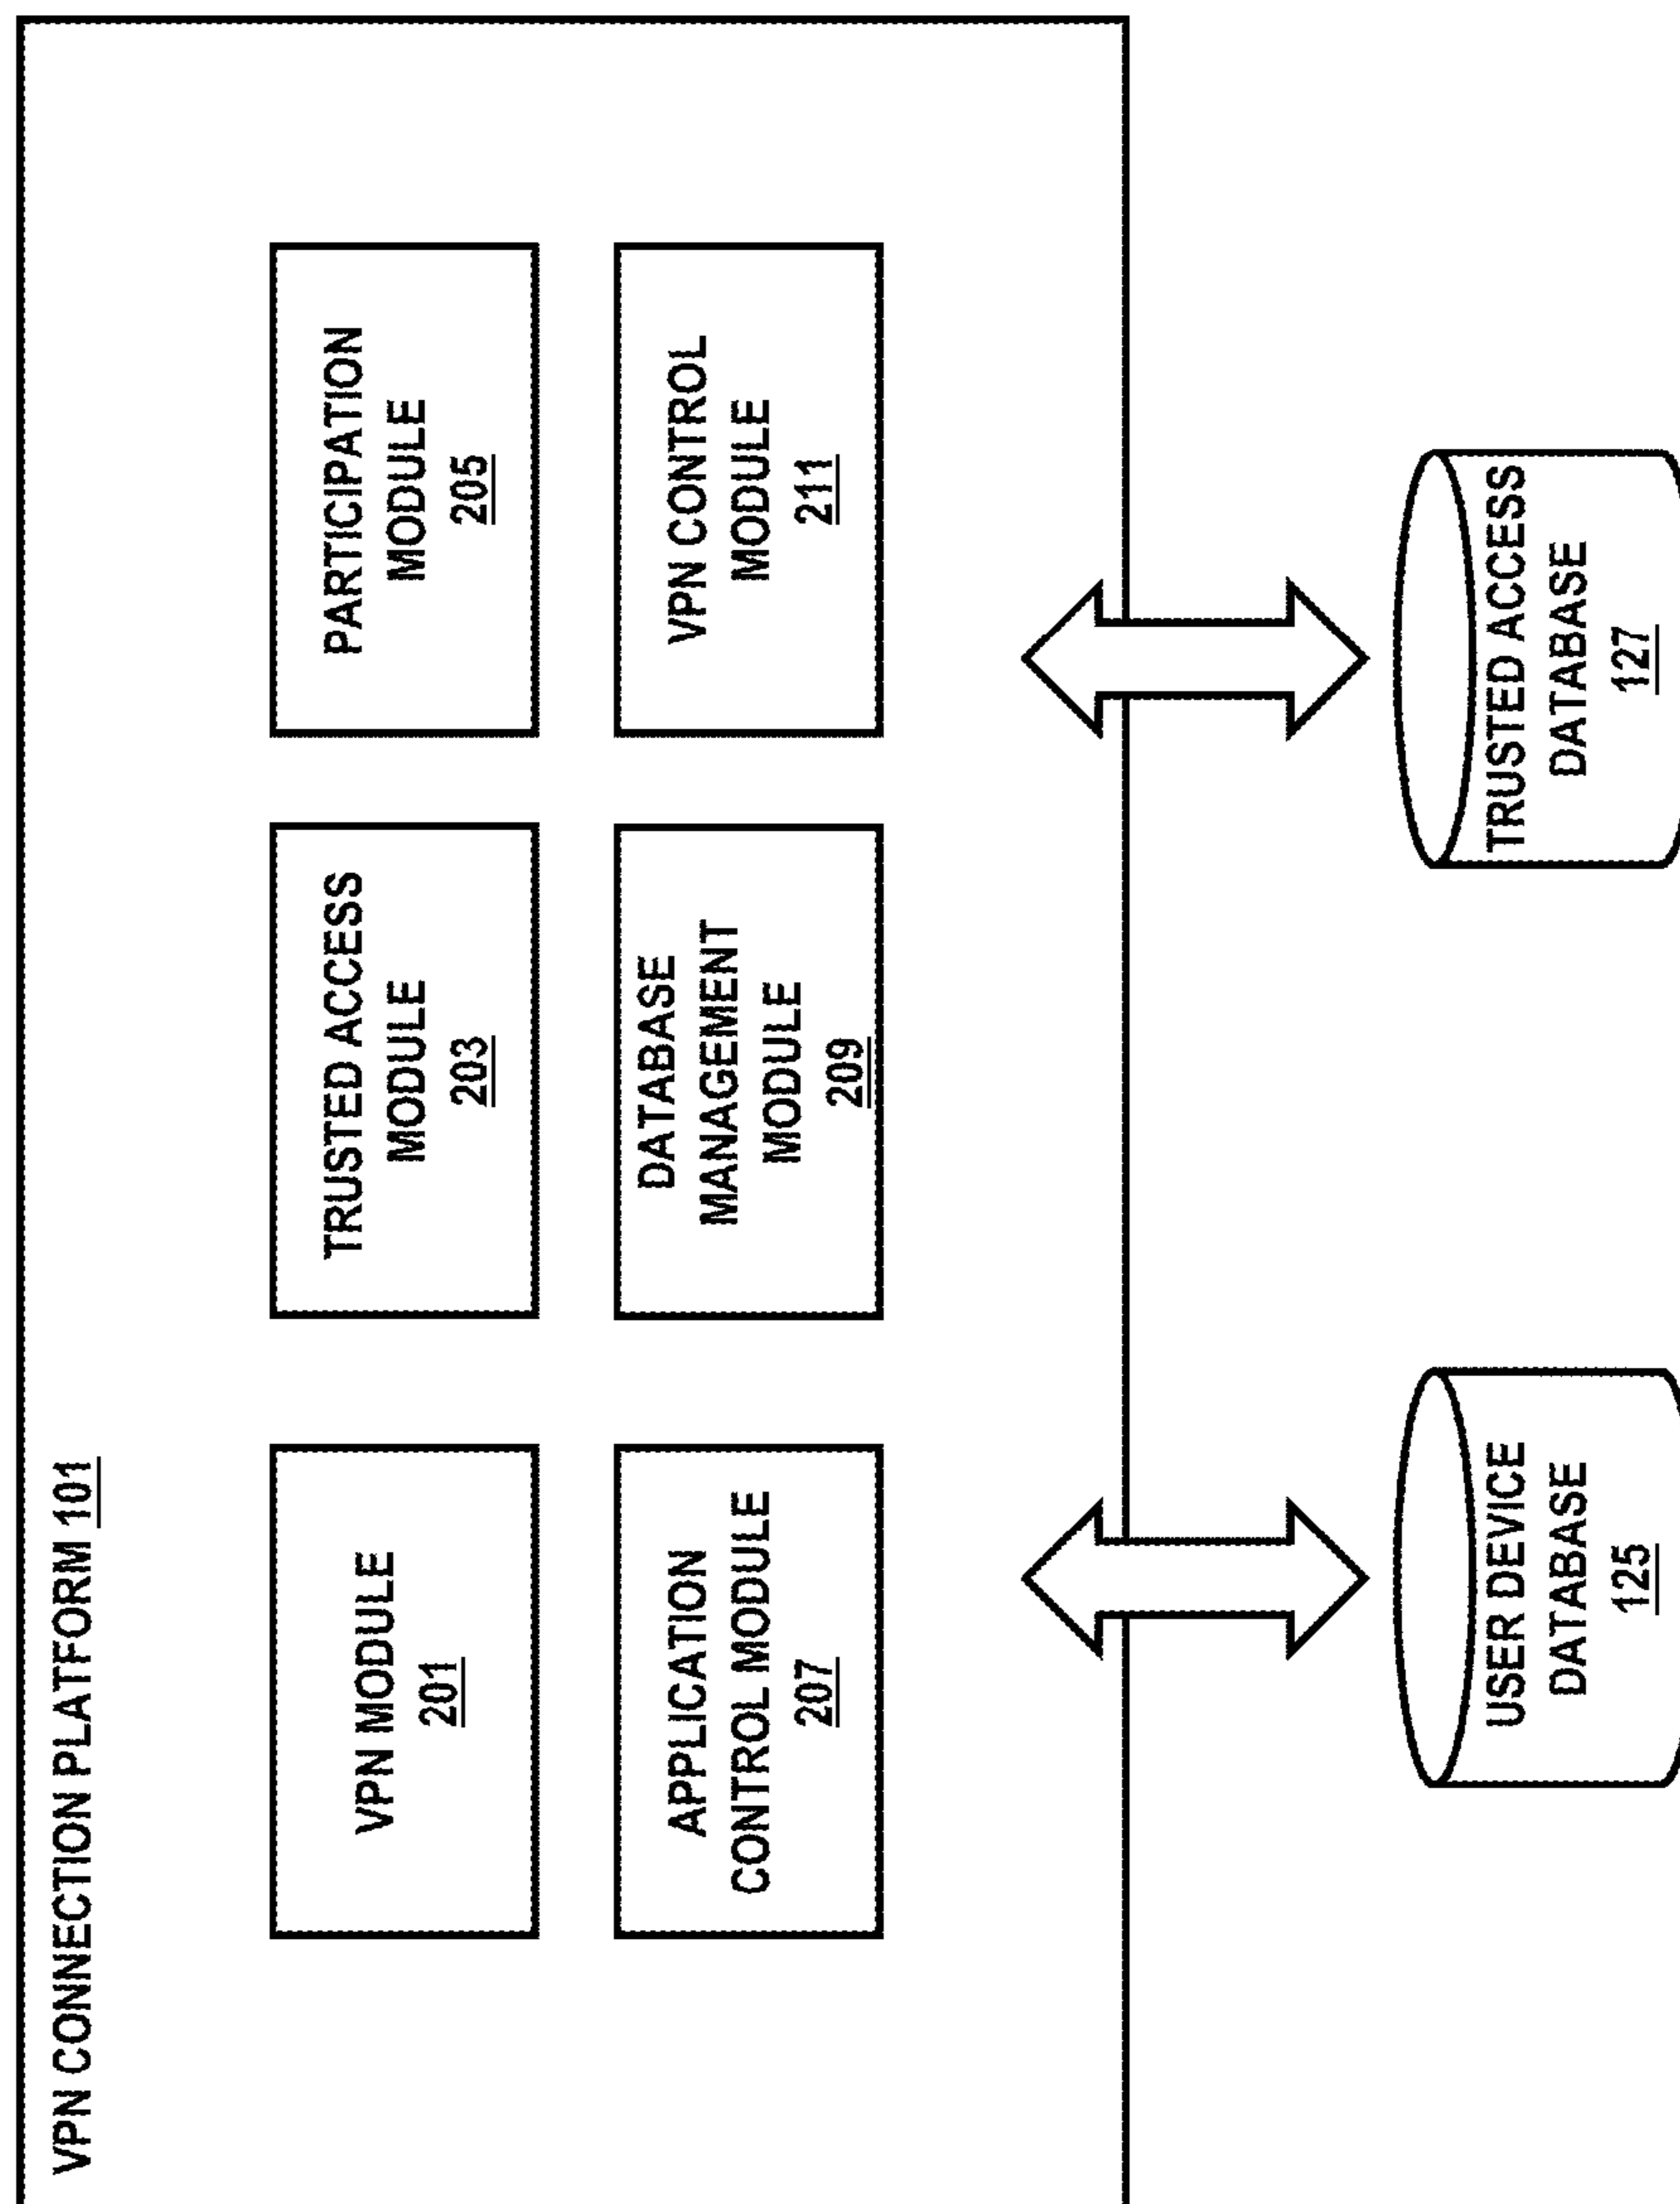 VPN CONNECTION PLATFORM 101
VPN MODULE
201
TRUSTED ACCESS
MODULE
203
PARTICIPATION
MODULE
205
APPLICATION
CONTROL MODULE
207
DATABASE
MANAGEMENT
MODULE
209
VPN CONTROL
MODULE
211
USER DEVICE
DATABASE
125
TRUSTED ACCESS
DATABASE
127